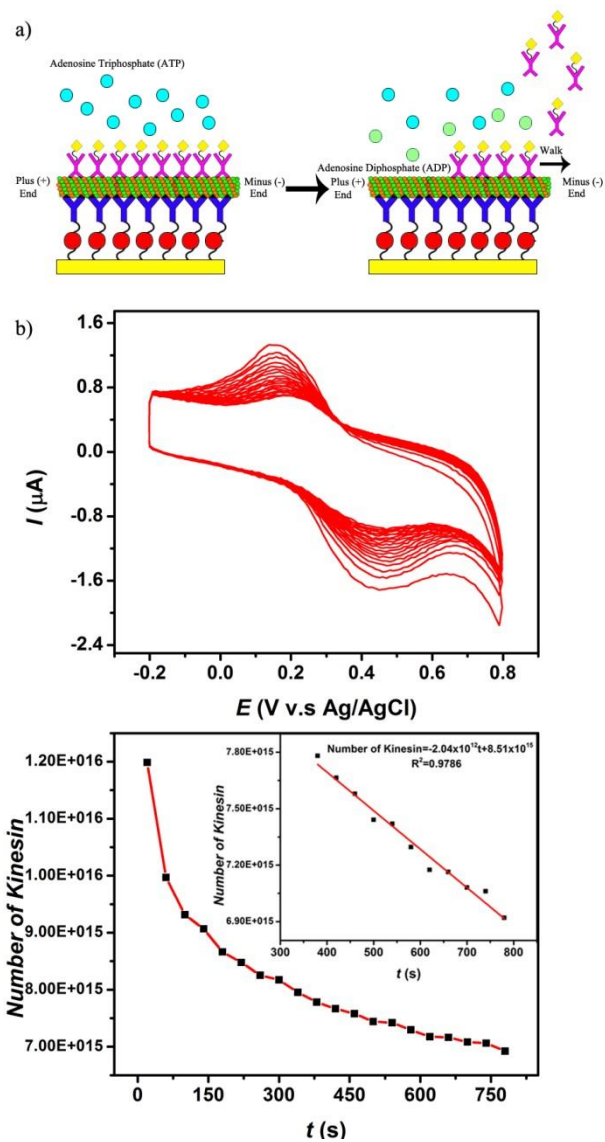 a)
Adenosine Triphosphate (ATP)
Plus (+)
End
Minus (-)
End
Adenosine Diphosphate (ADP)
Plus (+)
End
Walk
Minus (-)
End
b)
1.6
0.8
0.0
-0.8
-1.6
-2.4
I (μA)
-0.2 0.0 0.2 0.4 0.6 0.8
E (V v.s Ag/AgCl)
1.20E+016
1.10E+016
1.00E+016
9.00E+015
8.00E+015
7.00E+015
Number of Kinesin
0 150 300 450 600 750
t (s)
7.80E+015
7.50E+015
7.20E+015
6.90E+015
Number of Kinesin
Number of Kinesin=-2.04x10¹²t+8.51x10¹⁵
R²=0.9786
300 400 500 600 700 800
t (s)